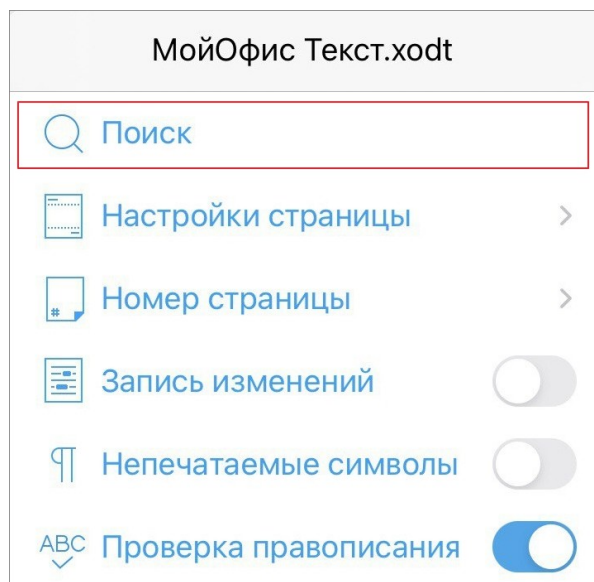 МойОфис Текст.xodt
Поиск
Настройки страницы
# Номер страницы
Запись изменений
Непечатаемые символы
ABC Проверка правописания